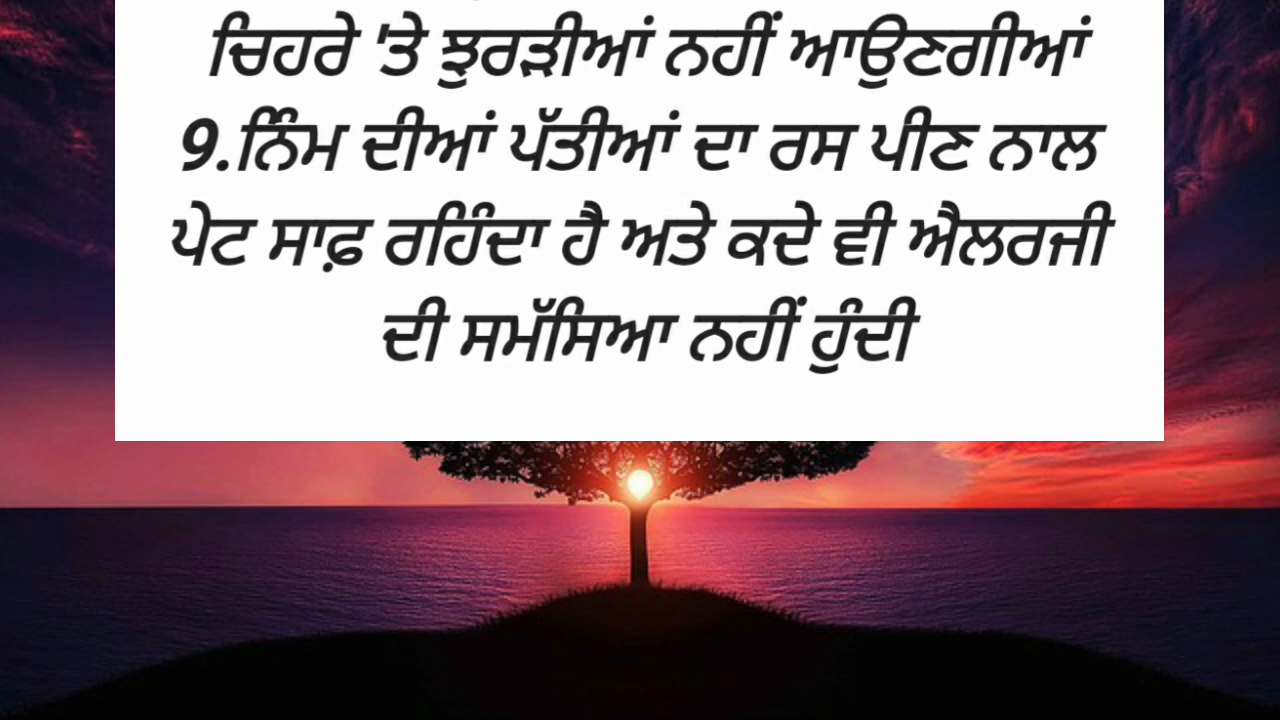 ਚਿਹਰੇ 'ਤੇ ਝੁਰੜੀਆਂ ਨਹੀਂ ਆਉਣਗੀਆਂ
9.ਨਿੰਮ ਦੀਆਂ ਪੱਤੀਆਂ ਦਾ ਰਸ ਪੀਣ ਨਾਲ
ਪੇਟ ਸਾਫ਼ ਰਹਿੰਦਾ ਹੈ ਅਤੇ ਕਦੇ ਵੀ ਐਲਰਜੀ
ਦੀ ਸਮੱਸਿਆ ਨਹੀਂ ਹੁੰਦੀ